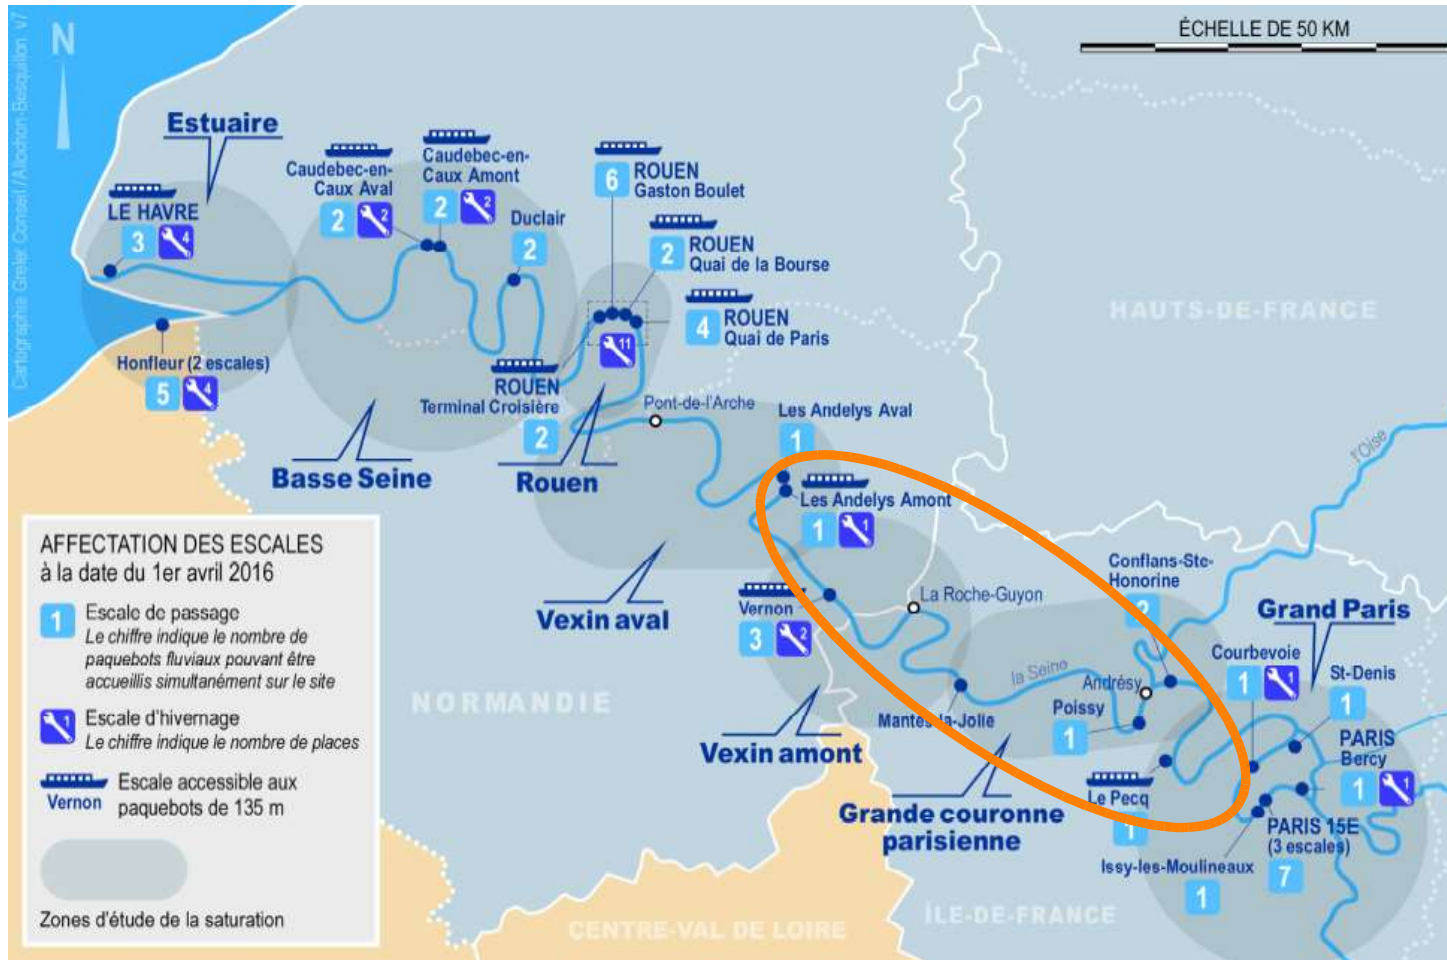 Cartographie Grelet Conseil / Allochon-Besquillon v7
N
ÉCHELLE DE 50 KM
Estuaire
LE HAVRE
3
4
Honfleur (2 escales)
5
4
Caudebec-en-
Caux Aval
2
2
Caudebec-en-
Caux Amont
2
2
Duclair
2
6
ROUEN
Gaston Boulet
2
ROUEN
Quai de la Bourse
4
ROUEN
Quai de Paris
11
ROUEN
Terminal Croisière
2
Basse Seine
Rouen
Pont-de-l'Arche
Les Andelys Aval
1
Les Andelys Amont
1
1
HAUTS-DE-FRANCE
l'Oise
Vexin aval
Vernon
3
2
La Roche-Guyon
Conflans-Ste-
Honorine
2
Grand Paris
Courbevoie
1
1
St-Denis
1
PARIS
Bercy
1
1
NORMANDIE
la Seine
Andrésy
Mantes-la-Jolie
Poissy
1
Vexin amont
Le Pecq
1
Grande couronne
parisienne
PARIS 15E
(3 escales)
7
Issy-les-Moulineaux
1
ÎLE-DE-FRANCE
CENTRE-VAL DE LOIRE
AFFECTATION DES ESCALES
à la date du 1er avril 2016
1
Escale de passage
Le chiffre indique le nombre de
paquebots fluviaux pouvant être
accueillis simultanément sur le site
1
Escale d'hivernage
Le chiffre indique le nombre de places
Vernon
Escale accessible aux
paquebots de 135 m
Zones d'étude de la saturation